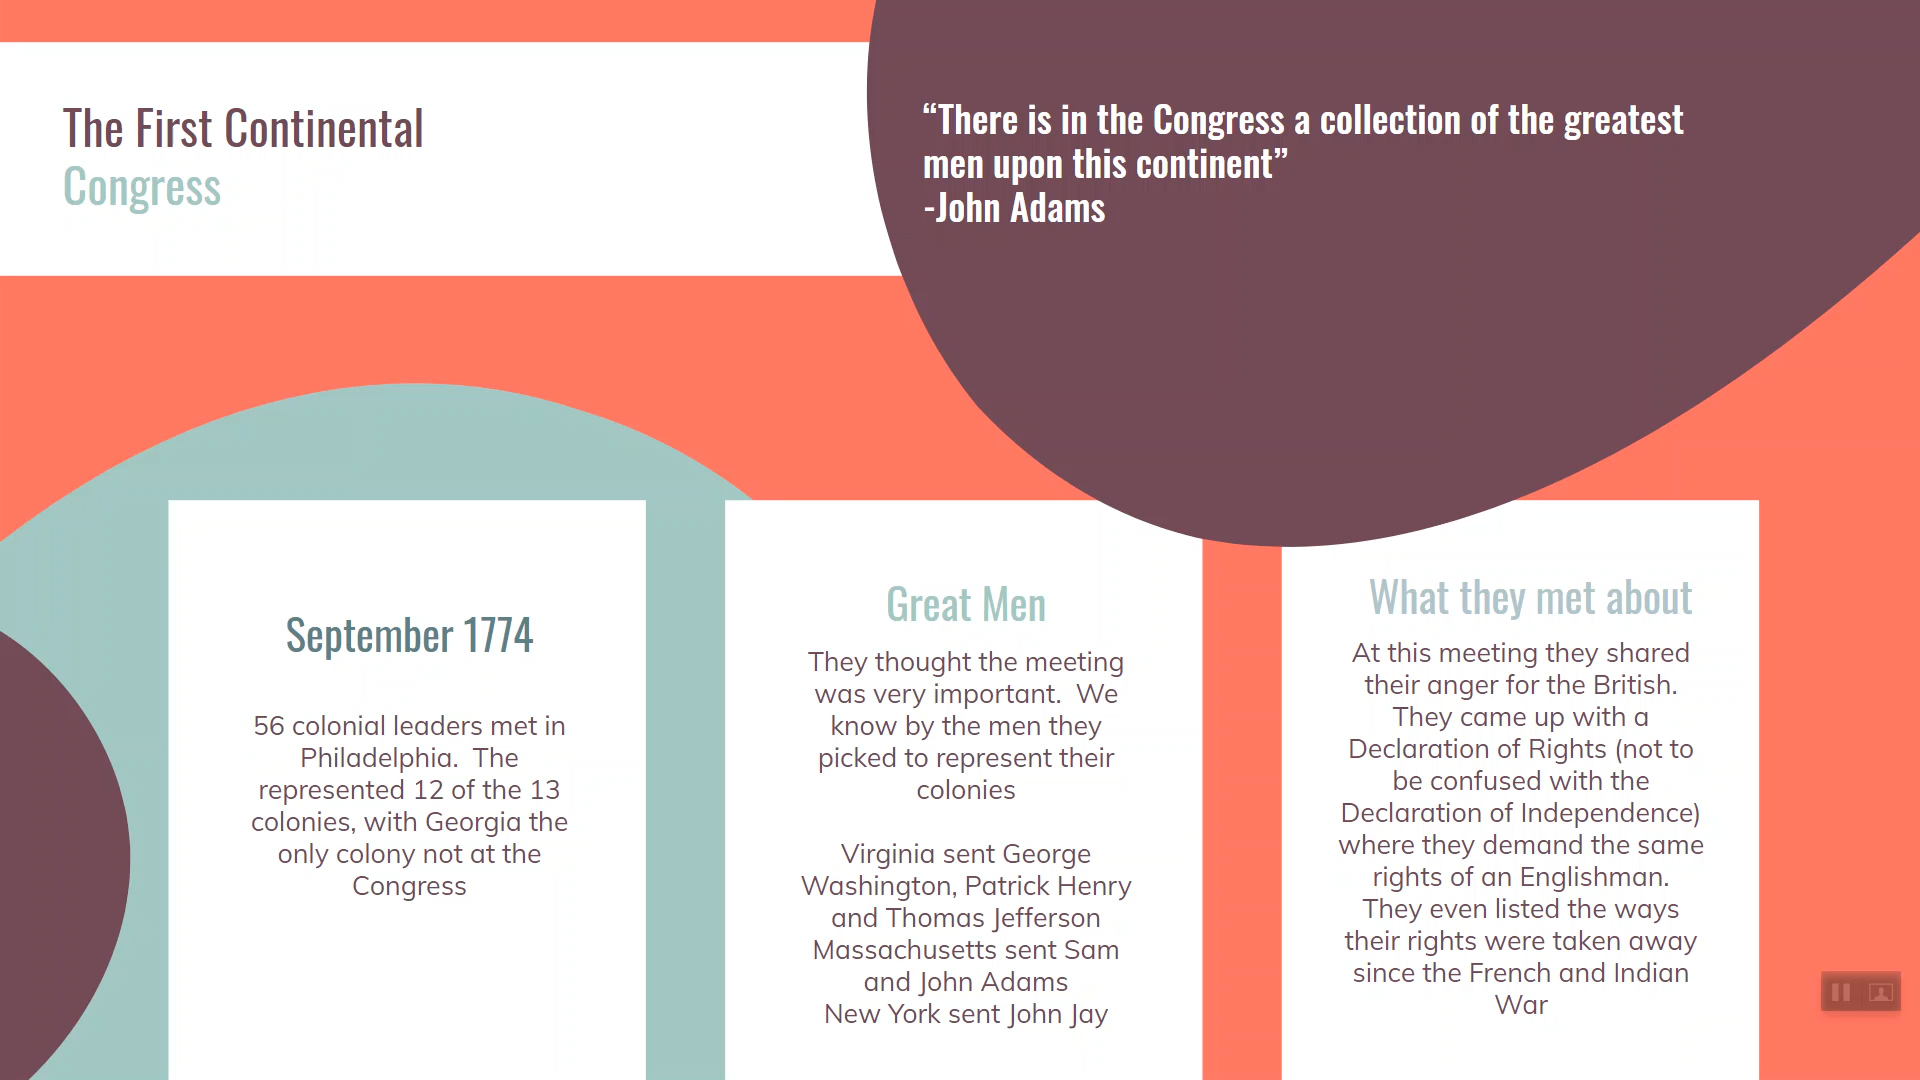 The First Continental
Congress
“There is in the Congress a collection of the greatest
men upon this continent”
-John Adams
September 1774
56 colonial leaders met in
Philadelphia.  The
represented 12 of the 13
colonies, with Georgia the
only colony not at the
Congress
Great Men
They thought the meeting
was very important.  We
know by the men they
picked to represent their
colonies
Virginia sent George
Washington, Patrick Henry
and Thomas Jefferson
Massachusetts sent Sam
and John Adams
New York sent John Jay
What they met about
At this meeting they shared
their anger for the British.
They came up with a
Declaration of Rights (not to
be confused with the
Declaration of Independence)
where they demand the same
rights of an Englishman.
They even listed the ways
their rights were taken away
since the French and Indian
War